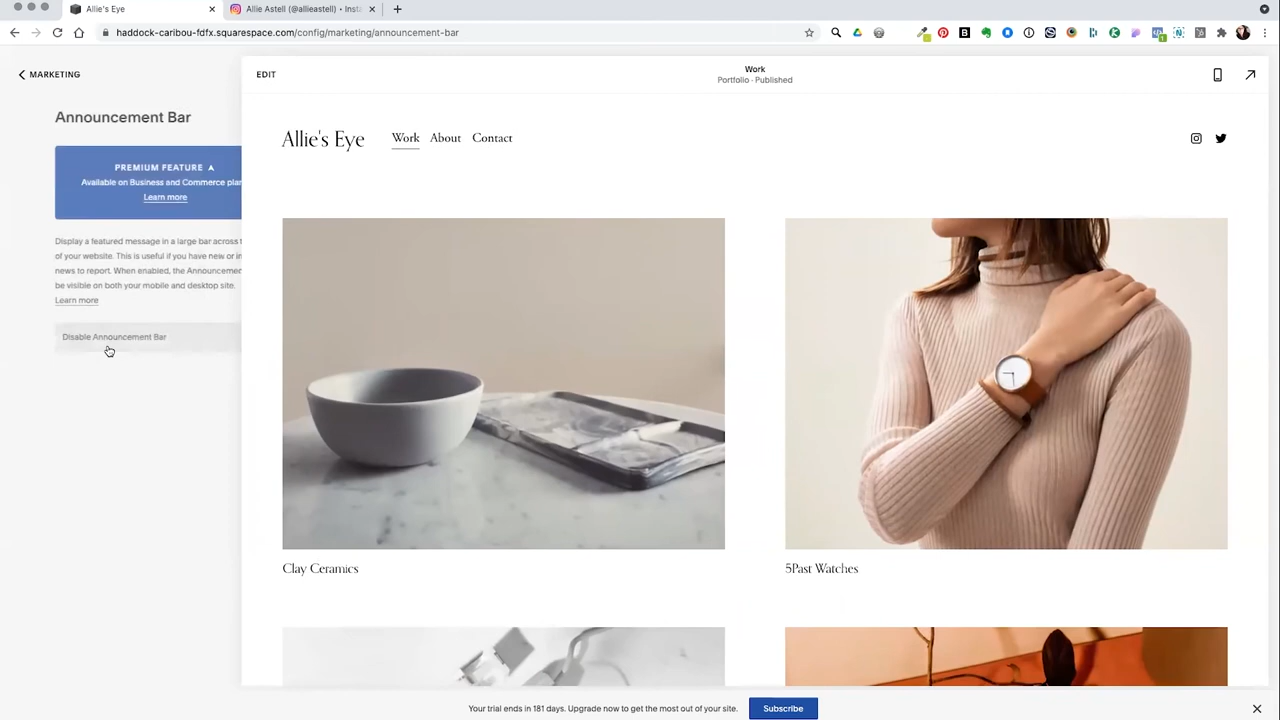 Allie's Eye
Allie Astell (@allieastell) • Insta
haddock-caribou-fdfx.squarespace.com/config/marketing/announcement-bar
MARKETING
Announcement Bar
PREMIUM FEATURE
Available on Business and Commerce plan
Learn more
Display a featured message in a large bar across t
of your website. This is useful if you have new or i
news to report. When enabled, the Announcement
be visible on both your mobile and desktop site.
Learn more
Disable Announcement Bar
EDIT
Work
Portfolio · Published
Allie's Eye
Work
About
Contact
Clay Ceramics
5Past Watches
Your trial ends in 181 days. Upgrade now to get the most out of your site.
Subscribe